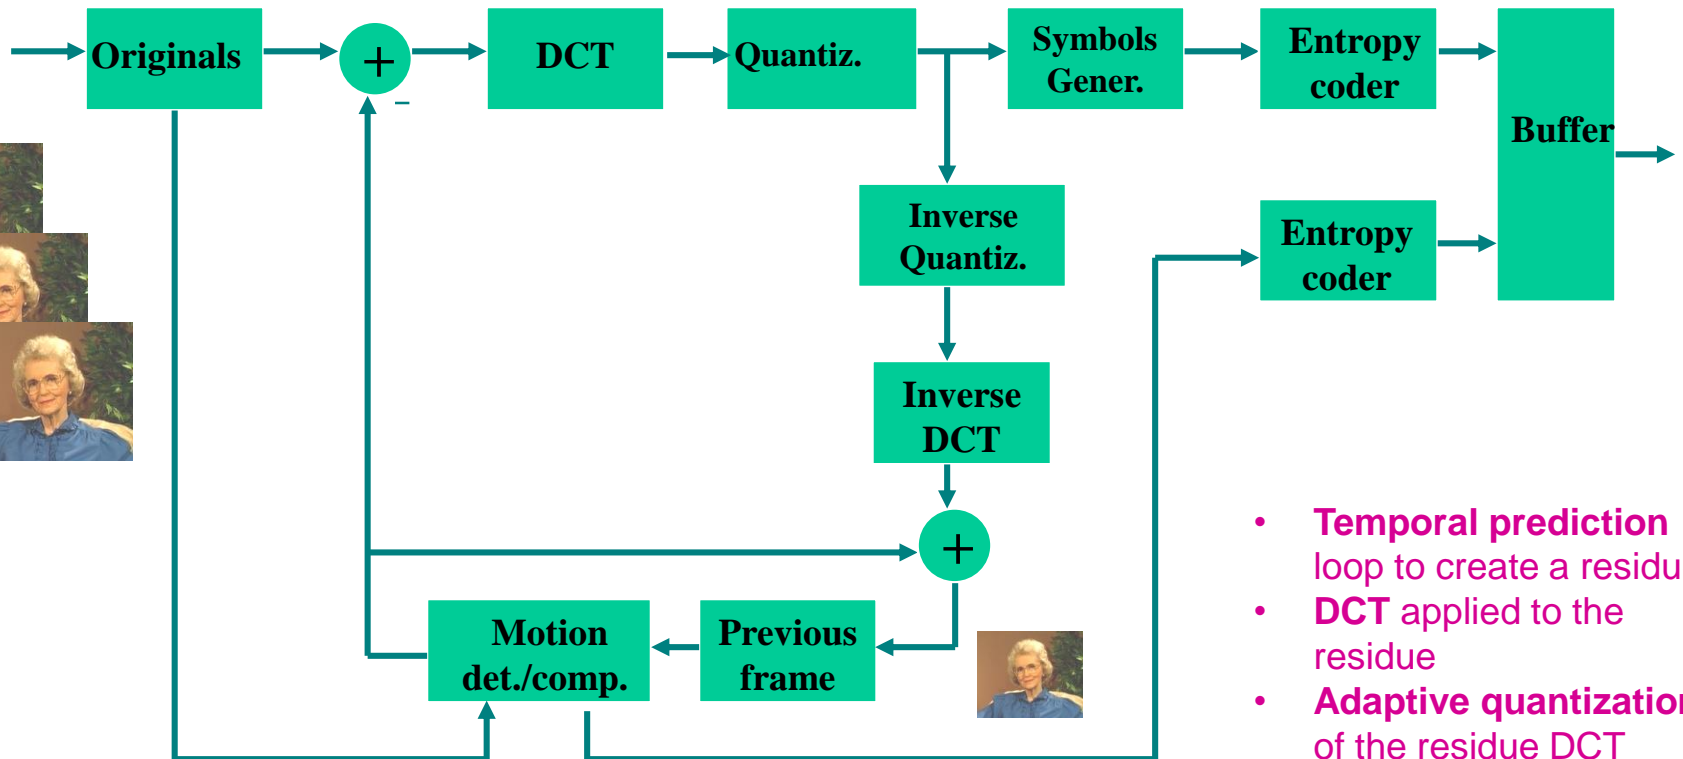 Originals
+
–
DCT
Quantiz.
Symbols
Gener.
Entropy
coder
Buffer
Inverse
Quantiz.
Entropy
coder
Inverse
DCT
+
Motion
det./comp.
Previous
frame
• Temporal prediction
loop to create a residu
• DCT applied to the
residue
• Adaptive quantization
of the residue DCT